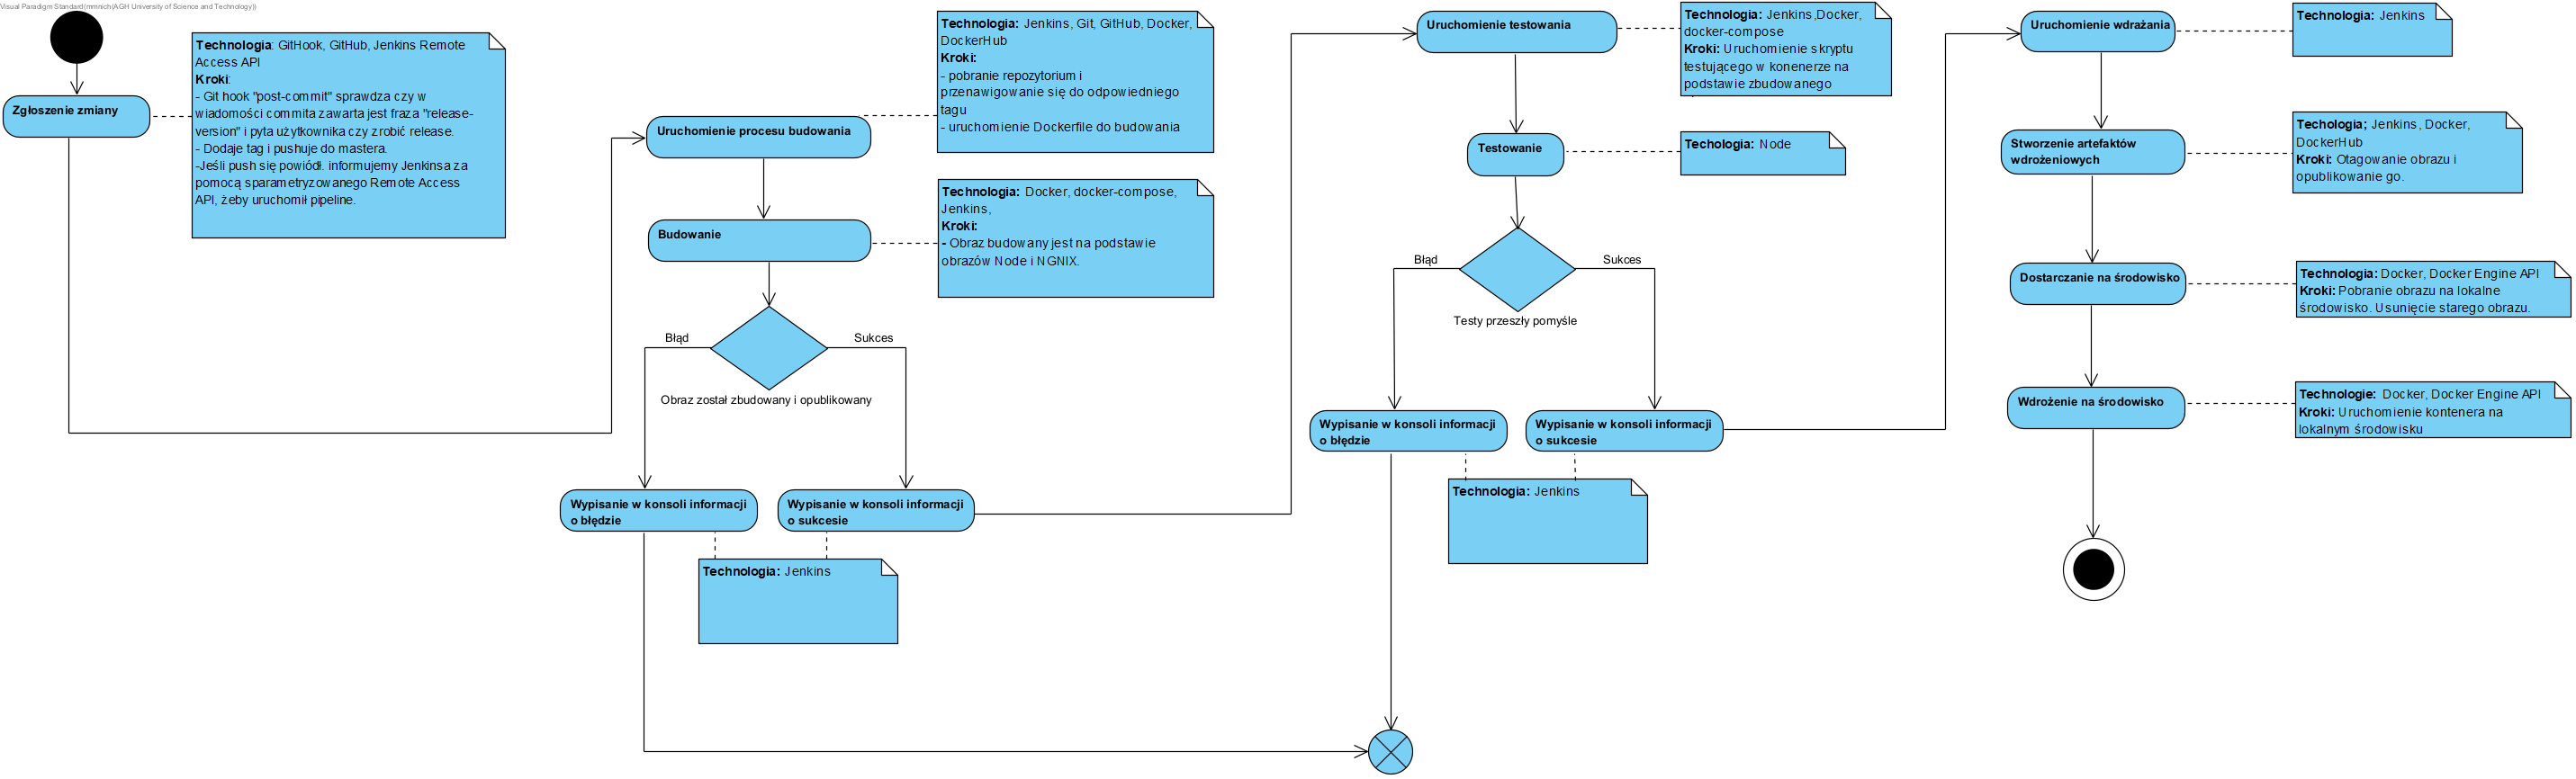 Visual Paradigm Standard(mmnich(AGH University of Science and Technology))
Zgłoszenie zmiany
Technologia: GitHook, GitHub, Jenkins Remote
Access API
Kroki:
- Git hook "post-commit" sprawdza czy w
wiadomości commita zawarta jest fraza "release-
version" i pyta użytkownika czy zrobić release.
- Dodaje tag i pushuje do mastera.
-Jeśli push się powiódł. informujemy Jenkinsa za
pomocą sparametryzowanego Remote Access
API, żeby uruchomił pipeline.
Uruchomienie procesu budowania
Technologia: Jenkins, Git, GitHub, Docker,
DockerHub
Kroki:
- pobranie repozytorium i
przenawigowanie się do odpowiedniego
tagu
- uruchomienie Dockerfile do budowania
Budowanie
Technologia: Docker, docker-compose,
Jenkins,
Kroki:
- Obraz budowany jest na podstawie
obrazów Node i NGNIX.
Błąd
Sukces
Obraz został zbudowany i opublikowany
Wypisanie w konsoli informacji
o błędzie
Wypisanie w konsoli informacji
o sukcesie
Technologia: Jenkins
Uruchomienie testowania
Technologia: Jenkins,Docker,
docker-compose
Kroki: Uruchomienie skryptu
testującego w konenerze na
podstawie zbudowanego
Testowanie
Techologia: Node
Błąd
Sukces
Testy przeszły pomyśle
Wypisanie w konsoli informacji
o błędzie
Wypisanie w konsoli informacji
o sukcesie
Technologia: Jenkins
Uruchomienie wdrażania
Technologia: Jenkins
Stworzenie artefaktów
wdrożeniowych
Techologia; Jenkins, Docker,
DockerHub
Kroki: Otagowanie obrazu i
opublikowanie go.
Dostarczanie na środowisko
Technologia: Docker, Docker Engine API
Kroki: Pobranie obrazu na lokalne
środowisko. Usunięcie starego obrazu.
Wdrożenie na środowisko
Technologie: Docker, Docker Engine API
Kroki: Uruchomienie kontenera na
lokalnym środowisku